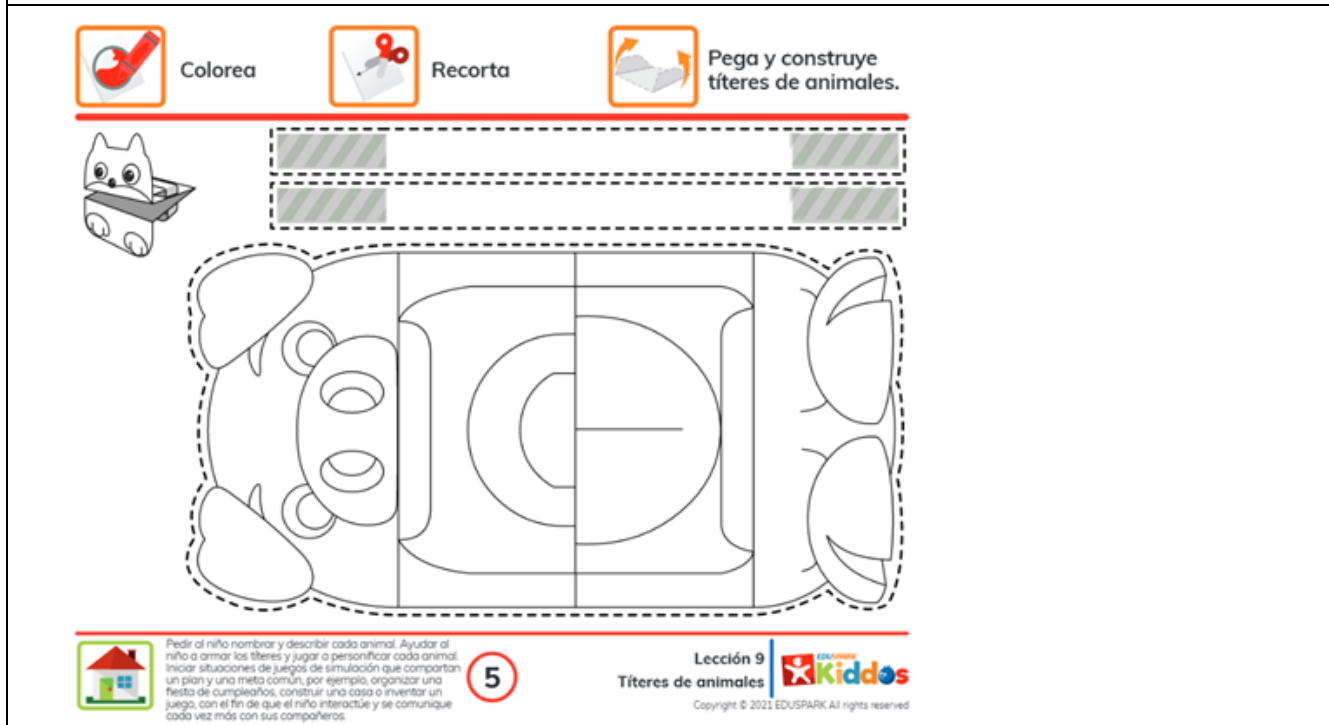 Colorea
Recorta
Pega y construye
títeres de animales.
Pedir al niño nombrar y describir cada animal. Ayudar al
niño a armar los títeres y jugar a personificar cada animal.
Iniciar situaciones de juegos de simulación que compartan
un plan y una meta común, por ejemplo, organizar una
fiesta de cumpleaños, construir una casa o inventar un
juego, con el fin de que el niño interactúe y se comunique
cada vez más con sus compañeros.
5
Lección 9
Títeres de animales
EDUSPARK
Kiddos
Copyright © 2021 EDUSPARK All rights reserved